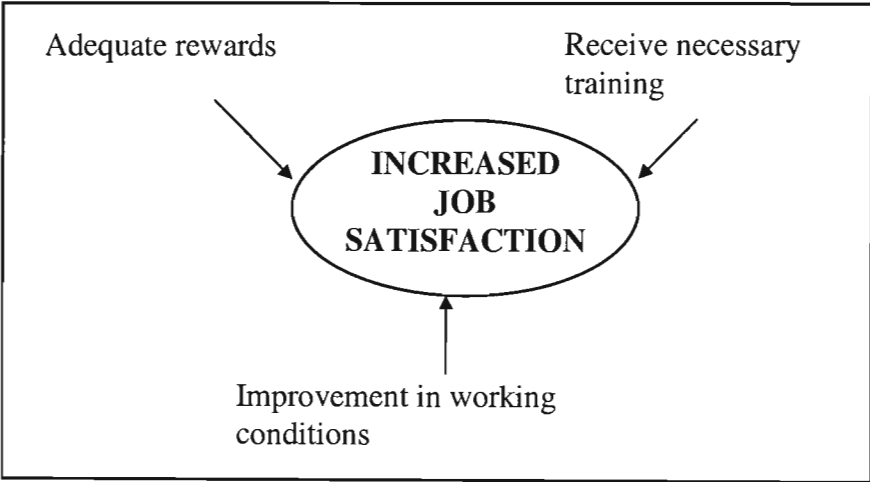 Adequate rewards
Receive necessary
training
INCREASED
JOB
SATISFACTION
Improvement in working
conditions